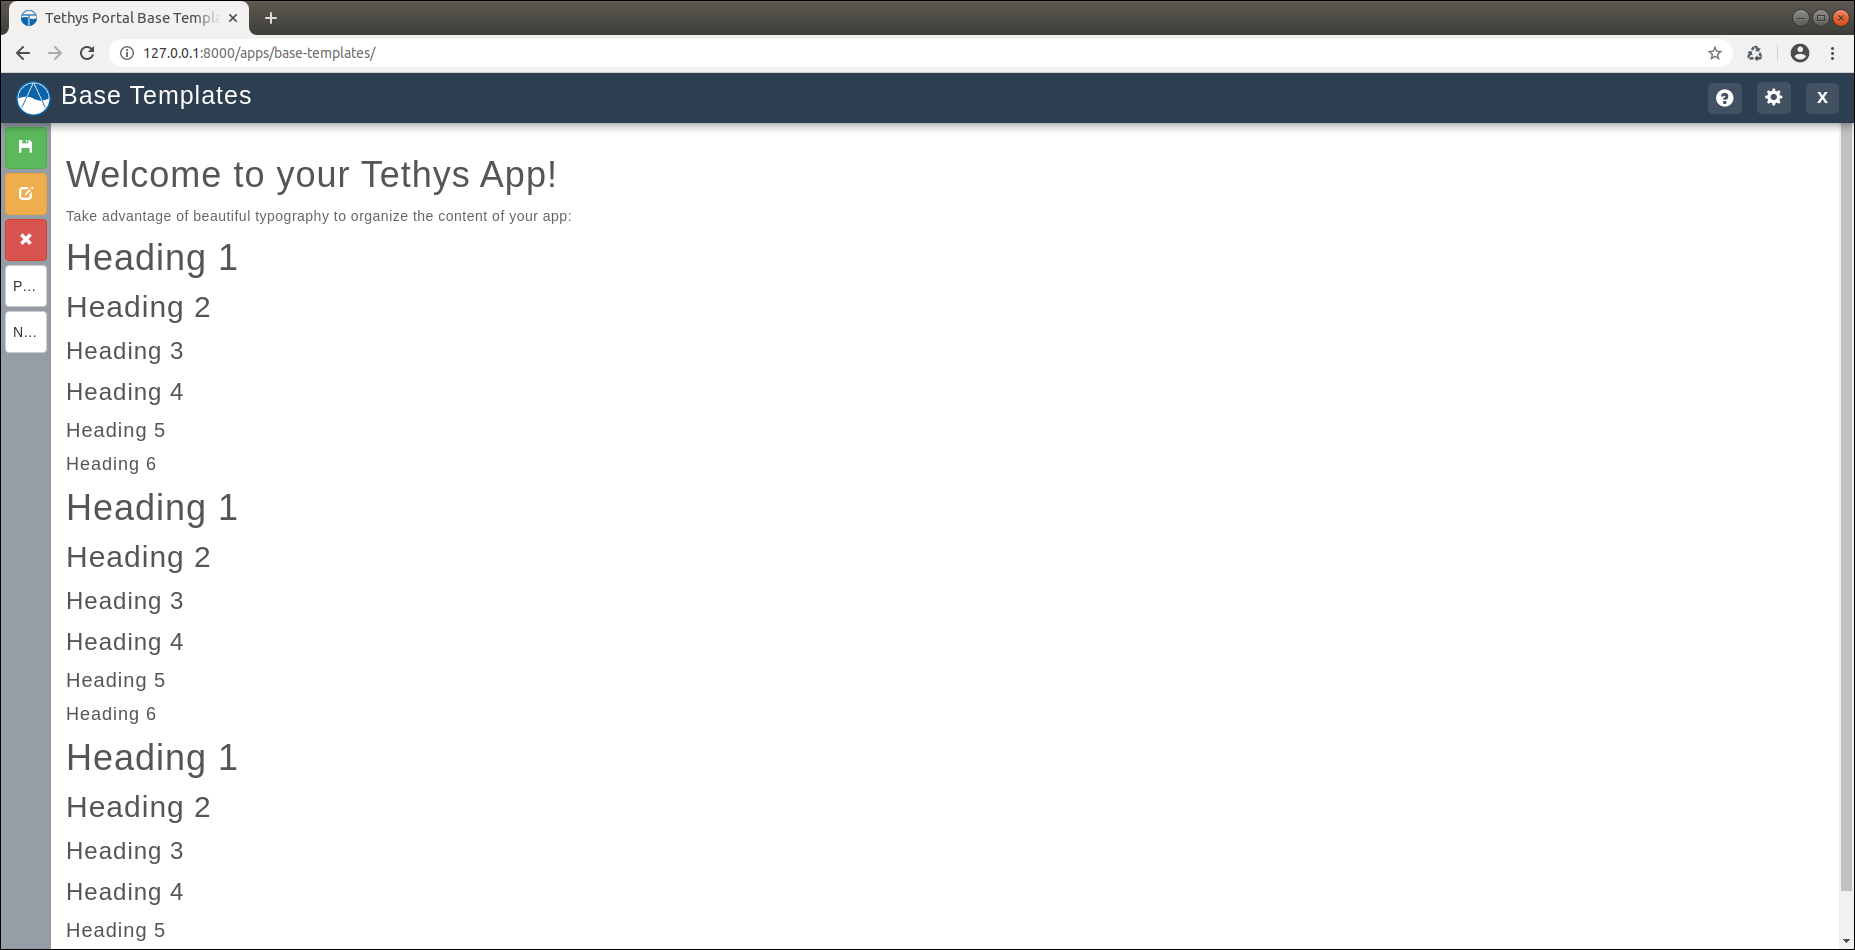 Tethys Portal Base Templa
127.0.0.1:8000/apps/base-templates/
Base Templates
X
Welcome to your Tethys App!
Take advantage of beautiful typography to organize the content of your app:
Heading 1
P...
Heading 2
N...
Heading 3
Heading 4
Heading 5
Heading 6
Heading 1
Heading 2
Heading 3
Heading 4
Heading 5
Heading 6
Heading 1
Heading 2
Heading 3
Heading 4
Heading 5